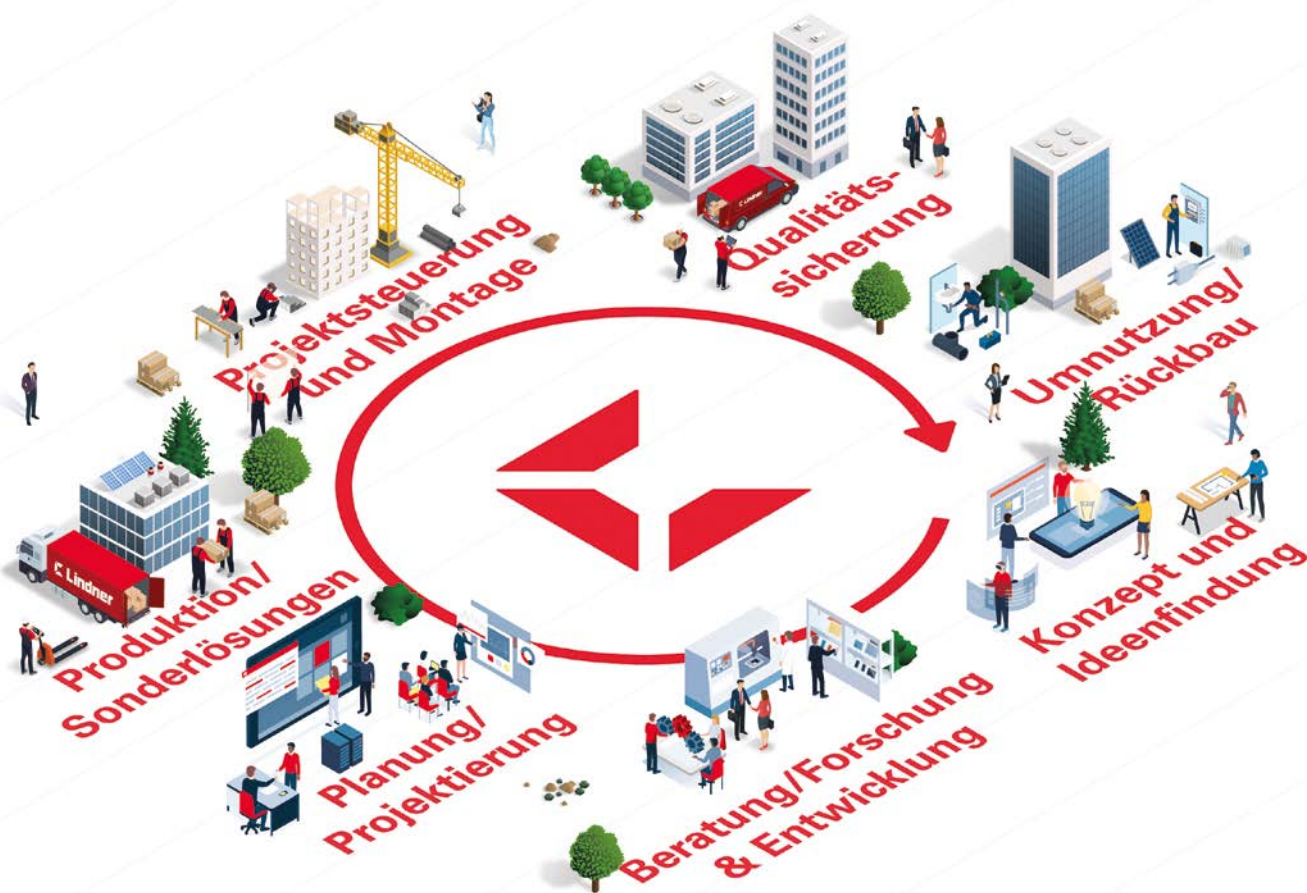 Qualitäts-
sicherung
Projektsteuerung
und Montage
Umnutzung/
Rückbau
Konzept und
Ideenfindung
Beratung/Forschung
& Entwicklung
Planung/
Projektierung
Produktion/
Sonderlösungen
Lindner
Lindner